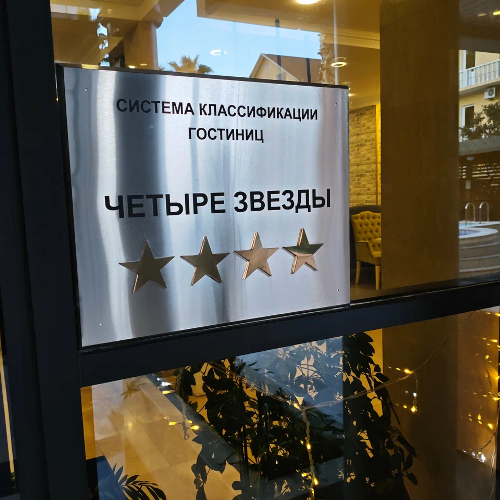 СИСТЕМА КЛАССИФИКАЦИИ
ГОСТИНИЦ
ЧЕТЫРЕ ЗВЕЗДЫ